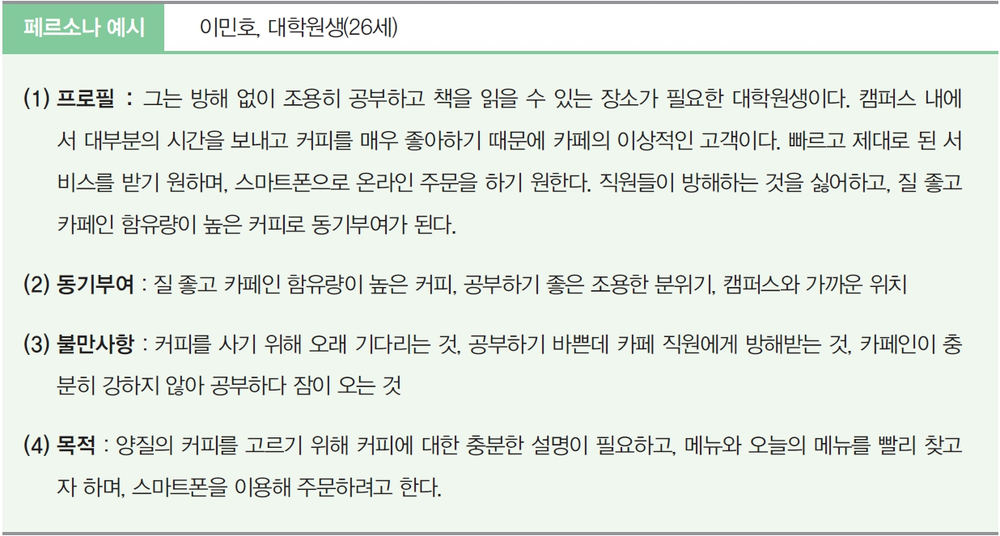 페르소나 예시
이민호, 대학원생(26세)
(1) 프로필 : 그는 방해 없이 조용히 공부하고 책을 읽을 수 있는 장소가 필요한 대학원생이다. 캠퍼스 내에
서 대부분의 시간을 보내고 커피를 매우 좋아하기 때문에 카페의 이상적인 고객이다. 빠르고 제대로 된 서
비스를 받기 원하며, 스마트폰으로 온라인 주문을 하기 원한다. 직원들이 방해하는 것을 싫어하고, 질 좋고
카페인 함유량이 높은 커피로 동기부여가 된다.
(2) 동기부여 : 질 좋고 카페인 함유량이 높은 커피, 공부하기 좋은 조용한 분위기, 캠퍼스와 가까운 위치
(3) 불만사항 : 커피를 사기 위해 오래 기다리는 것, 공부하기 바쁜데 카페 직원에게 방해받는 것, 카페인이 충
분히 강하지 않아 공부하다 잠이 오는 것
(4) 목적 : 양질의 커피를 고르기 위해 커피에 대한 충분한 설명이 필요하고, 메뉴와 오늘의 메뉴를 빨리 찾고
자 하며, 스마트폰을 이용해 주문하려고 한다.